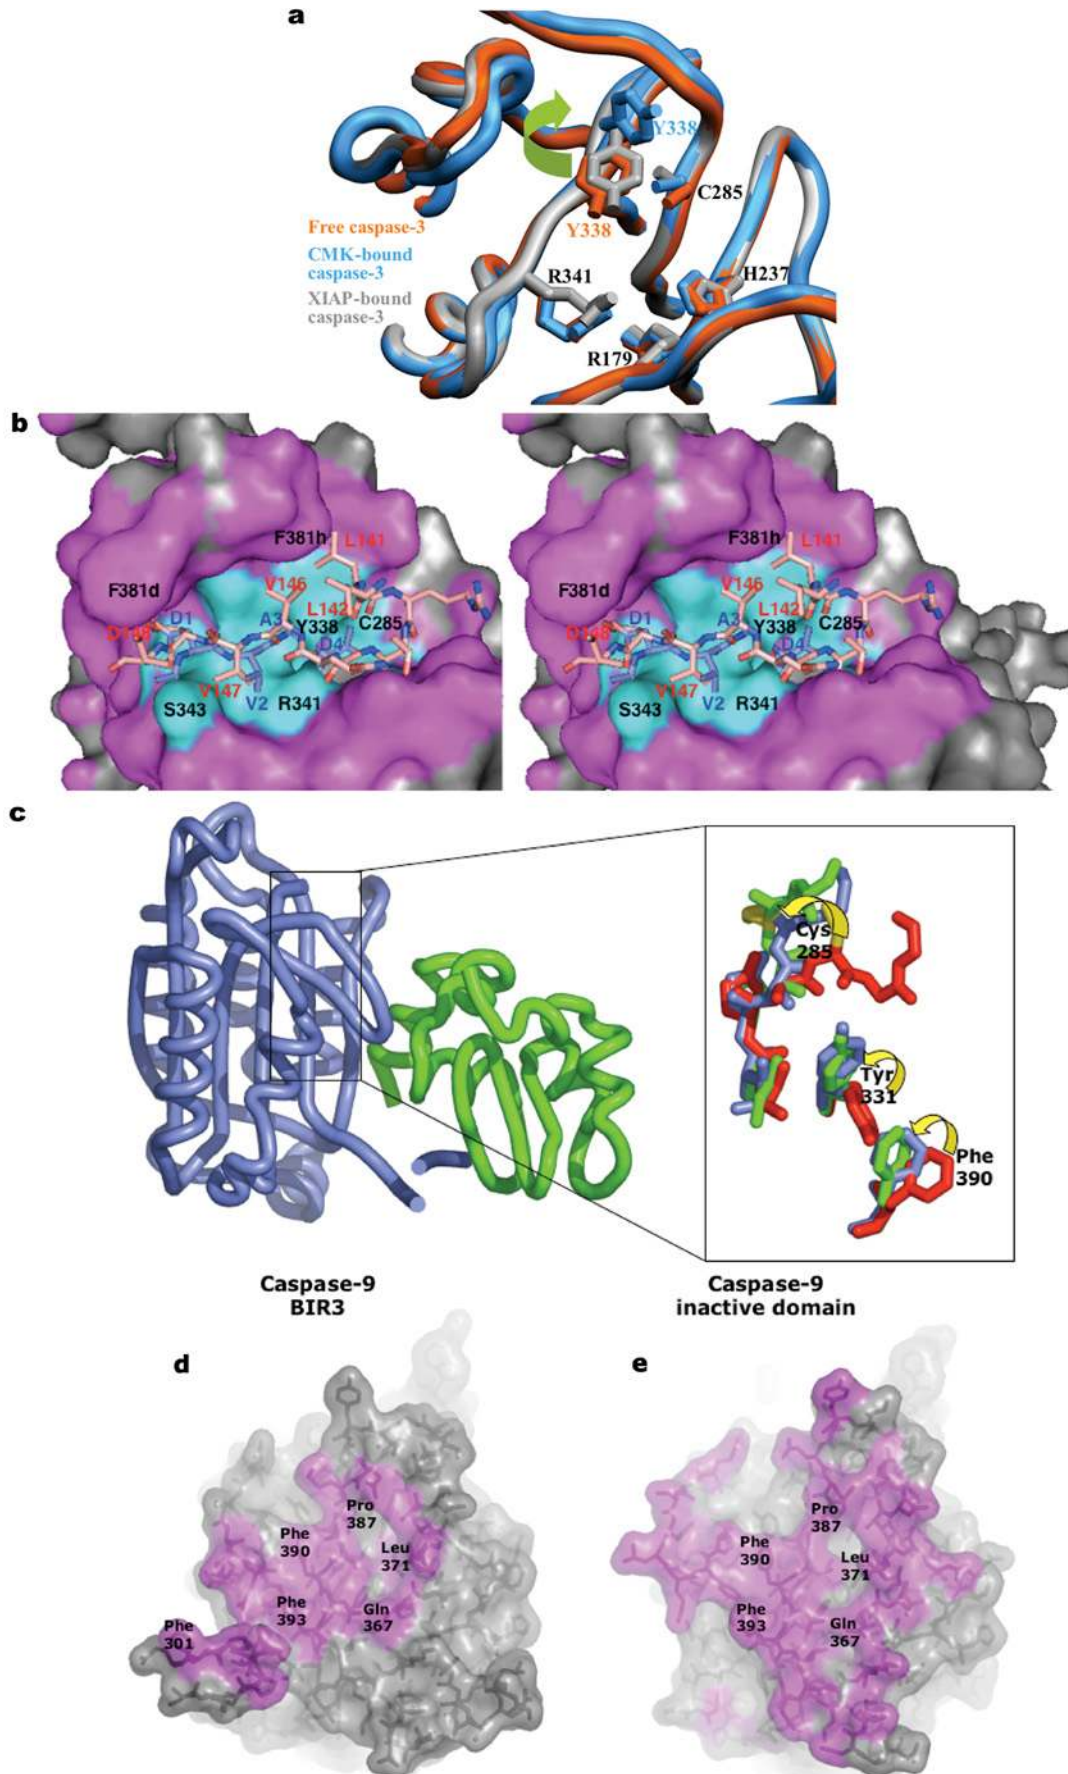 a
Y338
C285
Free caspase-3
Y338
CMK-bound
caspase-3
R341
H237
XIAP-bound
caspase-3
R179
b
F381h
L141
F381d
V146
L142
D1
A3
Y338
C285
D148
D4
V147
V2
R341
S343
F381h
L141
F381d
V146
L142
D1
A3
Y338
C285
D148
D4
V147
V2
R341
S343
c
Cys
285
Tyr
331
Phe
390
Caspase-9
BIR3
Caspase-9
inactive domain
d
Pro
387
Phe
390
Leu
371
Phe
393
Gln
367
Phe
301
e
Pro
387
Phe
390
Leu
371
Phe
393
Gln
367